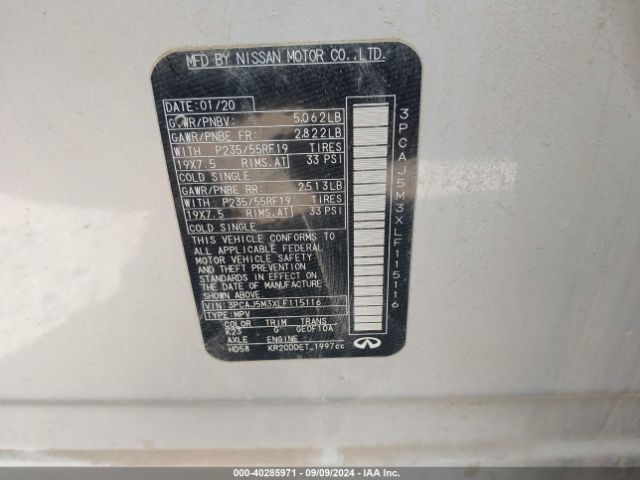 MFD BY NISSAN MOTOR CO.,LTD.
DATE: 01/20
GVWR/PNBV: 5,062LB
GAWR/PNBE FR: 2,822LB
WITH P235/55RF19 TIRES
19X7.5 RIMS.AT 33 PSI
COLD SINGLE
GAWR/PNBE RR: 2,513LB
WITH: P235/55RF19 TIRES
19X7.5 RIMS.AT 33 PSI
COLD SINGLE
THIS VEHICLE CONFORMS TO
ALL APPLICABLE FEDERAL
MOTOR VEHICLE SAFETY
AND THEFT PREVENTION
STANDARDS IN EFFECT ON
THE DATE OF MANUFACTURE
SHOWN ABOVE.
VIN: 3PCAJ5M3XLF115116
TYPE: MPV
COLOR TRIM TRANS
K23 G GE0F10A
AXLE ENGINE
HD58 KR20DDET 1997cc
INFINITI
3PCAJ5M3XLF115116
000-40285971 - 09/09/2024 - IAA Inc.